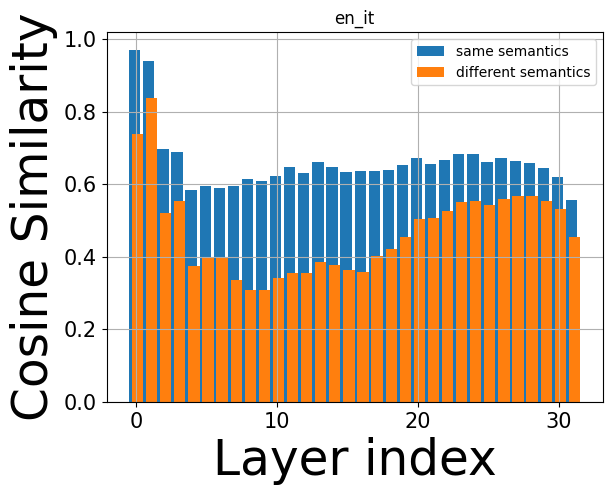 en_it
same semantics
different semantics
Cosine Similarity
1.0
0.8
0.6
0.4
0.2
0.0
0 10 20 30
Layer index